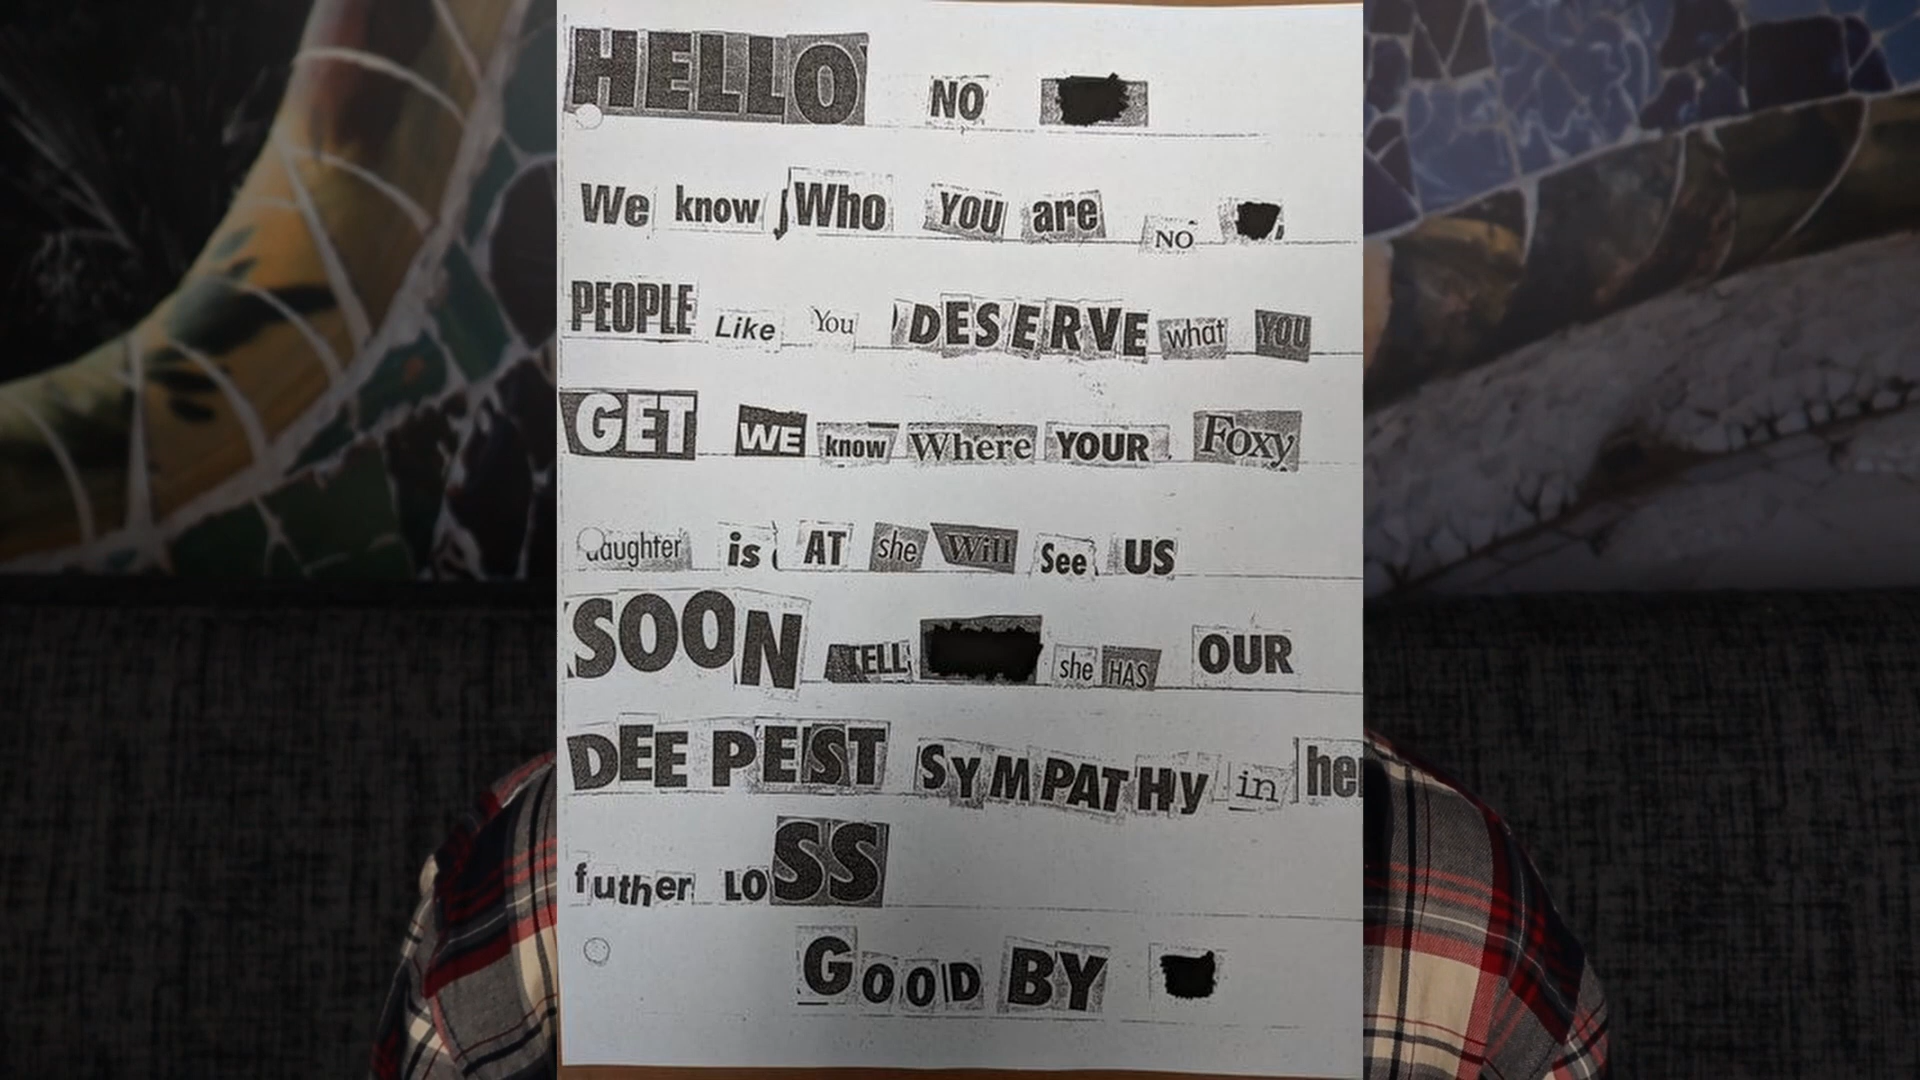 HELLO NO
We know Who YOU are NO
PEOPLE Like You DESERVE what YOU
GET WE know Where YOUR Foxy
daughter is AT she Will See US
SOON TELL she HAS OUR
DEEPEST SYMPATHy in her
futher LOSS
GOOD BY